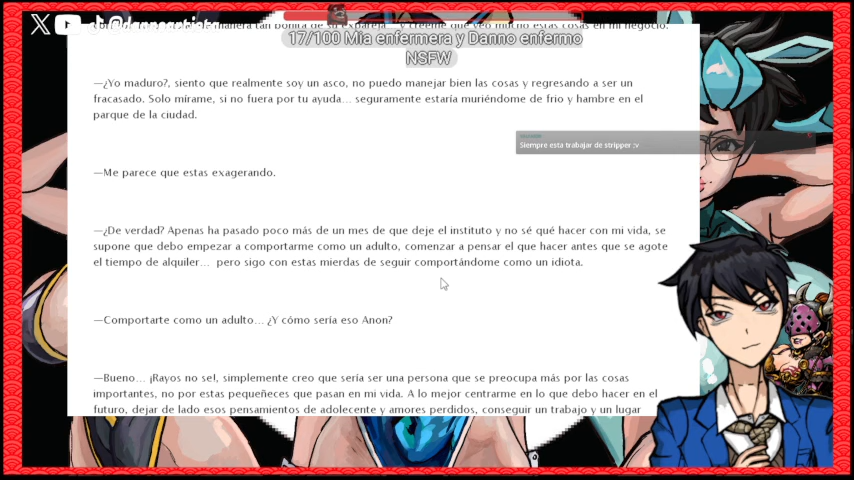 17/100 Mia enfermera y Danno enfermo
NSFW
—¿Yo maduro?, siento que realmente soy un asco, no puedo manejar bien las cosas y regresando a ser un
fracasado. Solo mírame, si no fuera por tu ayuda... seguramente estaría muriéndome de frio y hambre en el
parque de la ciudad.
Siempre esta trabajar de stripper :v
—Me parece que estas exagerando.
—¿De verdad? Apenas ha pasado poco más de un mes de que deje el instituto y no sé qué hacer con mi vida, se
supone que debo empezar a comportarme como un adulto, comenzar a pensar el que hacer antes que se agote
el tiempo de alquiler... pero sigo con estas mierdas de seguir comportándome como un idiota.
—Comportarte como un adulto... ¿Y cómo sería eso Anon?
—Bueno... ¡Rayos no se!, simplemente creo que sería ser una persona que se preocupa más por las cosas
importantes, no por estas pequeñeces que pasan en mi vida. A lo mejor centrarme en lo que debo hacer en el
futuro, dejar de lado esos pensamientos de adolecente y amores perdidos, conseguir un trabajo y un lugar